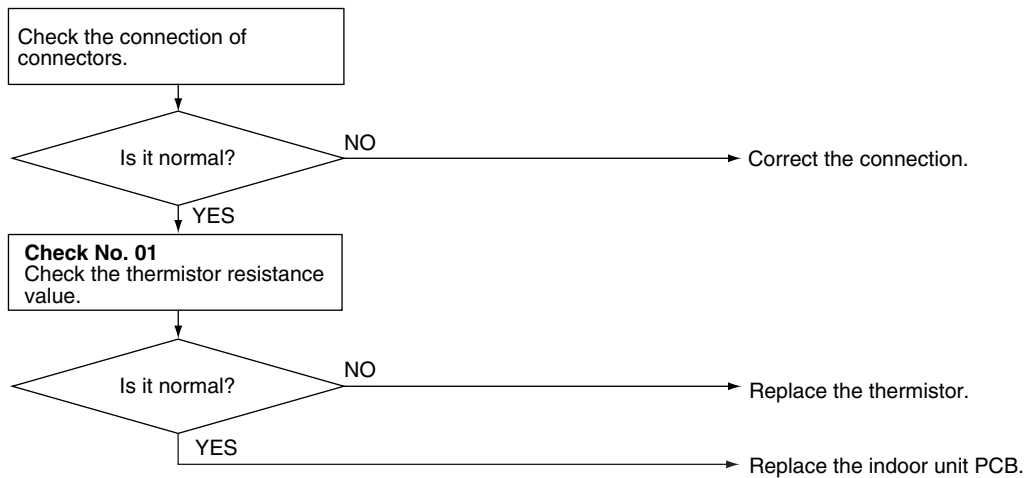 Check the connection of
connectors.
Is it normal?
NO
Correct the connection.
YES
Check No. 01
Check the thermistor resistance
value.
Is it normal?
NO
Replace the thermistor.
YES
Replace the indoor unit PCB.